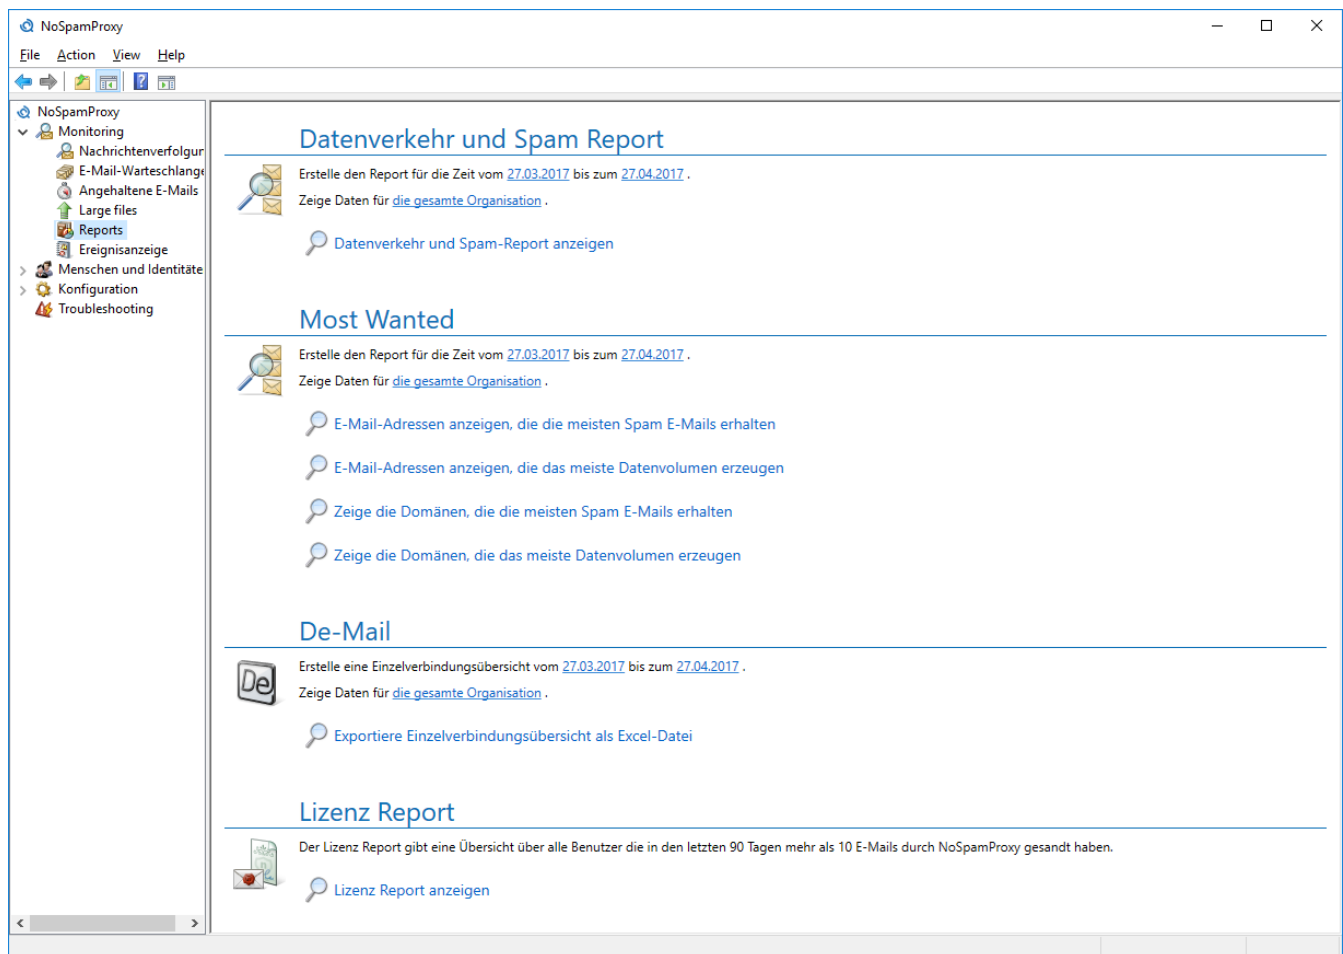 NoSpamProxy
File Action View Help
NoSpamProxy
Monitoring
Nachrichtenverfolgur
E-Mail-Warteschlange
Angehaltene E-Mails
Large files
Reports
Ereignisanzeige
Menschen und Identitäte
Konfiguration
Troubleshooting
Datenverkehr und Spam Report
Erstelle den Report für die Zeit vom 27.03.2017 bis zum 27.04.2017 .
Zeige Daten für die gesamte Organisation .
Datenverkehr und Spam-Report anzeigen
Most Wanted
Erstelle den Report für die Zeit vom 27.03.2017 bis zum 27.04.2017 .
Zeige Daten für die gesamte Organisation .
E-Mail-Adressen anzeigen, die die meisten Spam E-Mails erhalten
E-Mail-Adressen anzeigen, die das meiste Datenvolumen erzeugen
Zeige die Domänen, die die meisten Spam E-Mails erhalten
Zeige die Domänen, die das meiste Datenvolumen erzeugen
De-Mail
De
Erstelle eine Einzelverbindungsübersicht vom 27.03.2017 bis zum 27.04.2017 .
Zeige Daten für die gesamte Organisation .
Exportiere Einzelverbindungsübersicht als Excel-Datei
Lizenz Report
Der Lizenz Report gibt eine Übersicht über alle Benutzer die in den letzten 90 Tagen mehr als 10 E-Mails durch NoSpamProxy gesandt haben.
Lizenz Report anzeigen